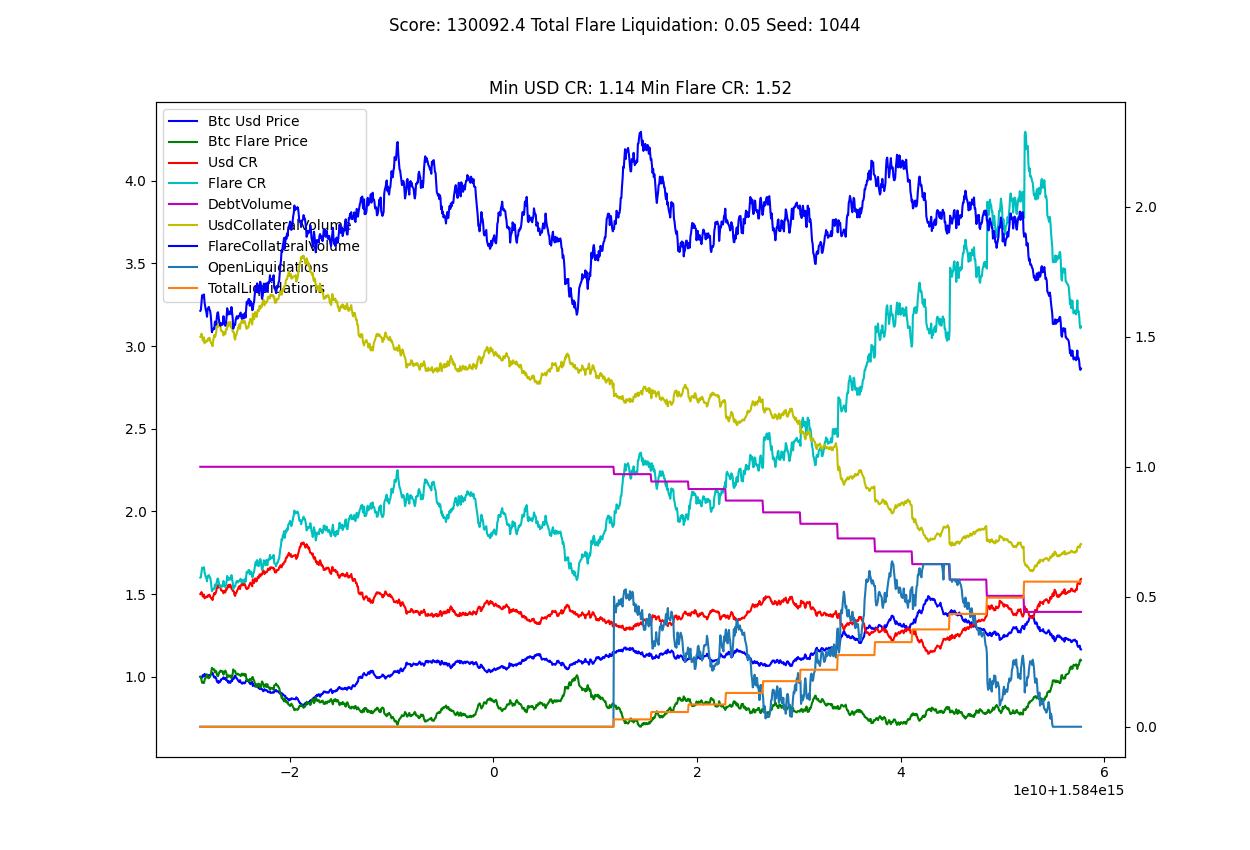 Score: 130092.4 Total Flare Liquidation: 0.05 Seed: 1044
Min USD CR: 1.14 Min Flare CR: 1.52
Btc Usd Price
Btc Flare Price
Usd CR
Flare CR
DebtVolume
UsdCollateralVolume
FlareCollateralVolume
OpenLiquidations
TotalLiquidations
4.0
3.5
3.0
2.5
2.0
1.5
1.0
2.0
1.5
1.0
0.5
0.0
−2
0
2
4
6
1e10+1.584e15